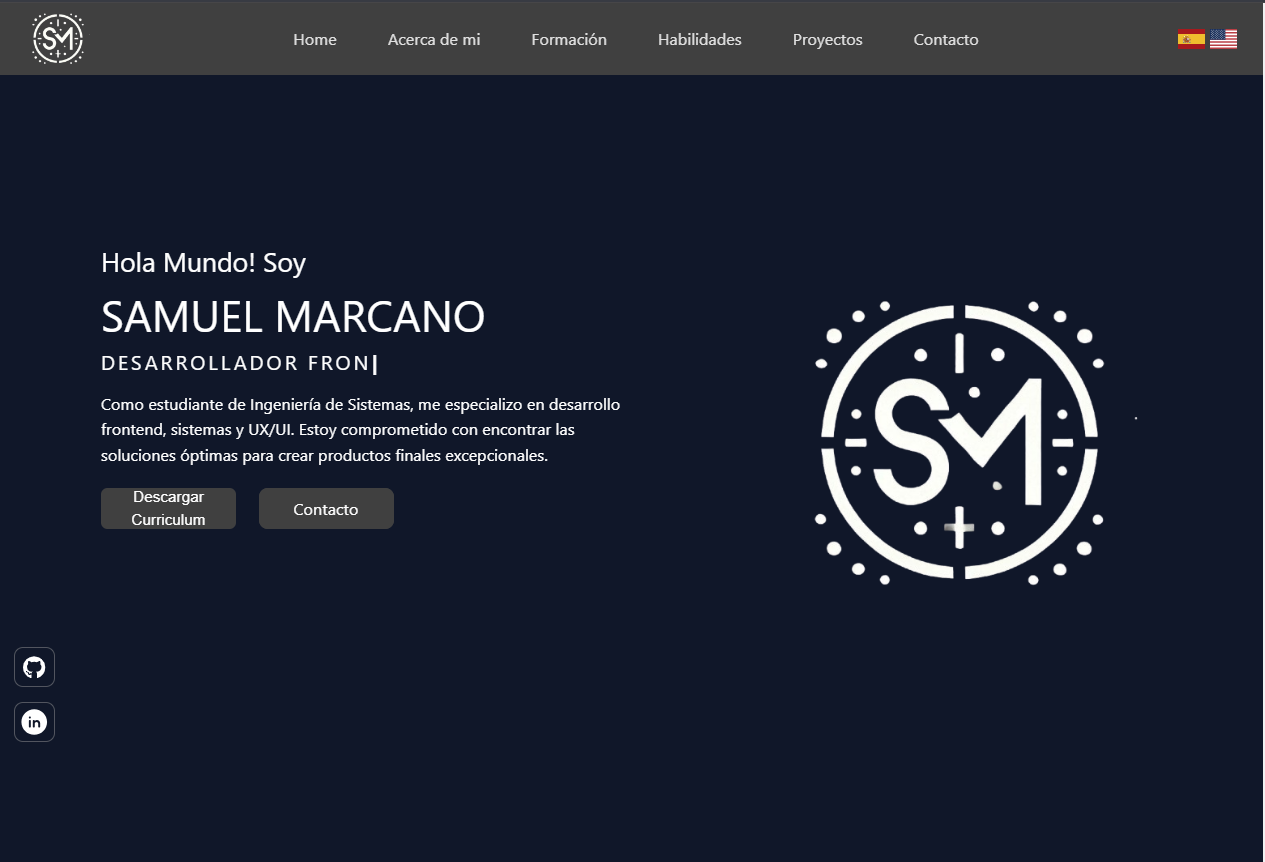 SM
Home Acerca de mi Formación Habilidades Proyectos Contacto
Hola Mundo! Soy
SAMUEL MARCANO
DESARROLLADOR FRON|
Como estudiante de Ingeniería de Sistemas, me especializo en desarrollo
frontend, sistemas y UX/UI. Estoy comprometido con encontrar las
soluciones óptimas para crear productos finales excepcionales.
Descargar
Curriculum
Contacto
SM
in